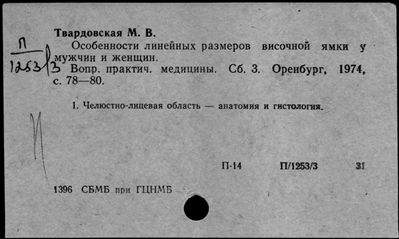 Твардовская М. В.
П
1253/3
Особенности линейных размеров височной ямки у
мужчин и женщин.
Вопр. практич. медицины. Сб. 3. Оренбург, 1974,
с. 78—80.
1. Челюстно-лицевая область — анатомия и гистология.
П-14 П/1253/3 31
1396 СБМБ при ГЦНМБ